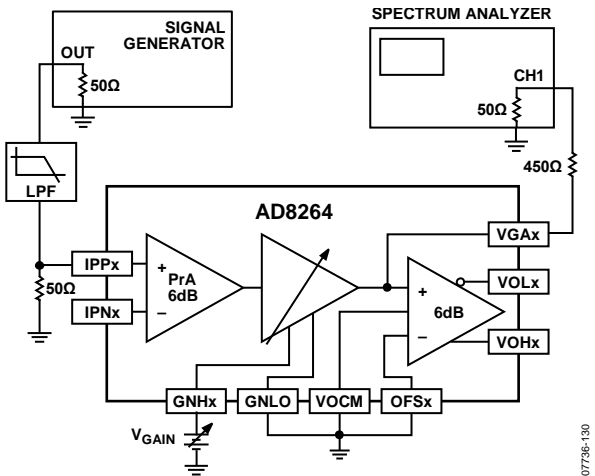 SPECTRUM ANALYZER
SIGNAL
GENERATOR
OUT
50Ω
CH1
50Ω
450Ω
LPF
AD8264
VGAx
IPPx
+
PrA
6dB
–
+
6dB
–
VOLx
50Ω
IPNx
VOHx
GNHx
GNLO
VOCM
OFSx
VGAIN
07736-130